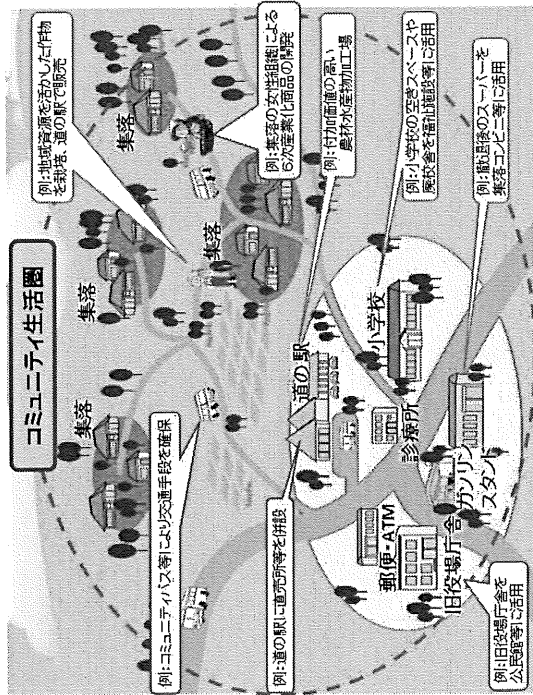 コミュニティ生活圏
例:地域資源を活かした作物
を栽培、道の駅で販売
集落
集落
集落
集落
例:集落の女性組織による
6次産業化商品の開発
例:コミュニティバス等により交通手段を確保
例:付加価値の高い
農林水産物加工場
例:道の駅に直売所等を併設
道の駅
小学校
例:小学校の空きスペースや
廃校舎を福祉施設等に活用
診療所
郵便・ATM
旧役場庁舎
ガソリン
スタンド
例:撤退後のスーパーを
集落コンビニ等に活用
例:旧役場庁舎を
公民館等に活用